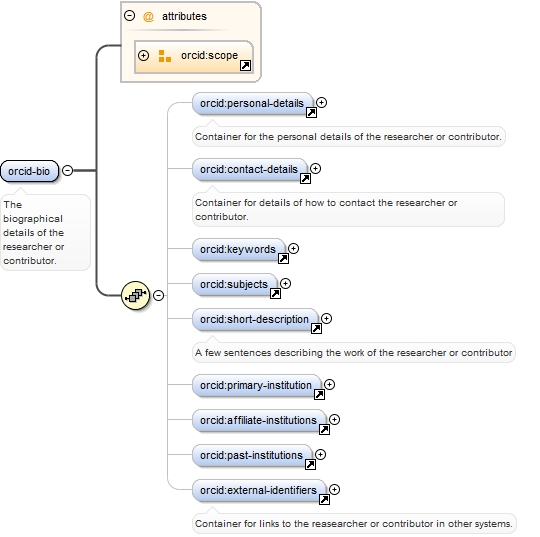 attributes
orcid:scope
orcid:personal-details
Container for the personal details of the researcher or contributor.
orcid-bio
The
biographical
details of the
researcher or
contributor.
orcid:contact-details
Container for details of how to contact the researcher or
contributor.
orcid:keywords
orcid:subjects
orcid:short-description
A few sentences describing the work of the researcher or contributor
orcid:primary-institution
orcid:affiliate-institutions
orcid:past-institutions
orcid:external-identifiers
Container for links to the reasearcher or contributor in other systems.